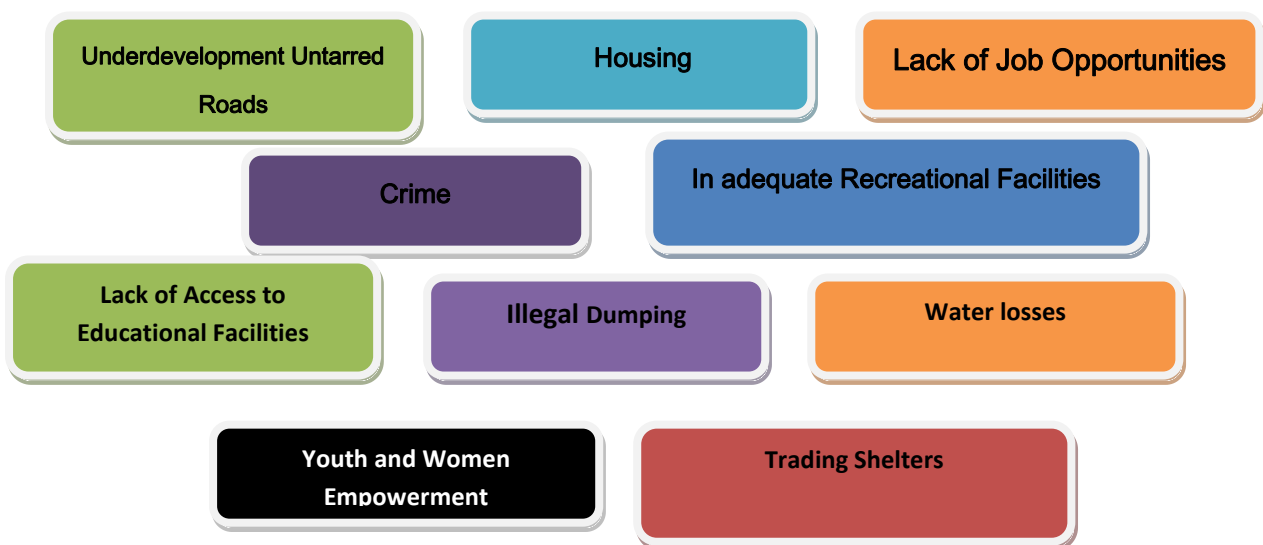 Underdevelopment Untarred
Roads
Housing
Lack of Job Opportunities
Crime
In adequate Recreational Facilities
Lack of Access to
Educational Facilities
Illegal Dumping
Water losses
Youth and Women
Empowerment
Trading Shelters